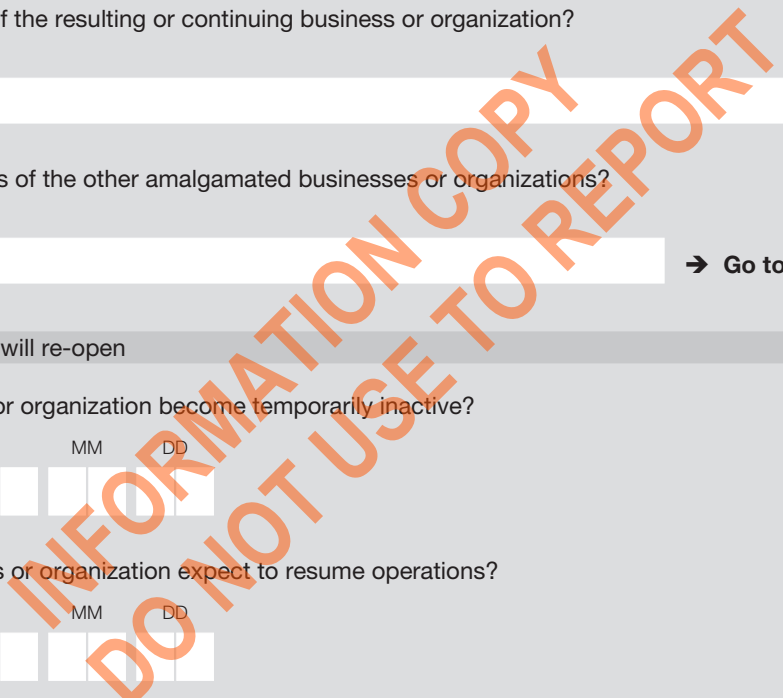 f the resulting or continuing business or organization?
s of the other amalgamated businesses or organizations?
➔ Go to
will re-open
or organization become temporarily inactive?
MM DD
s or organization expect to resume operations?
MM DD
INFORMATION COPY
DO NOT USE TO REPORT